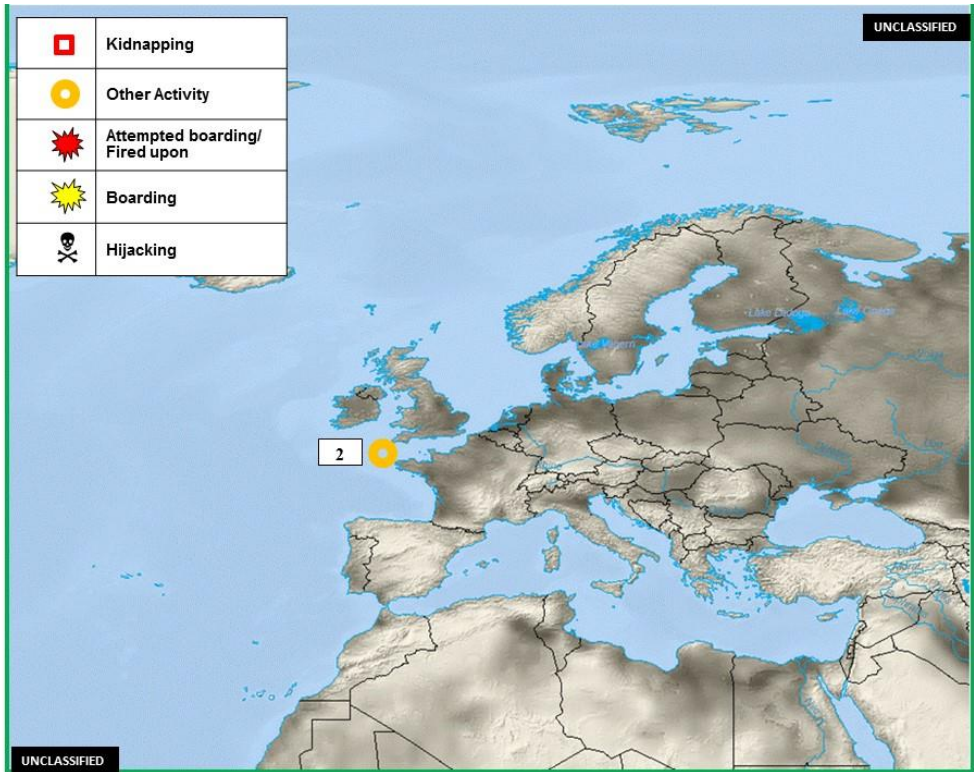 UNCLASSIFIED
Kidnapping
Other Activity
Attempted boarding/
Fired upon
Boarding
Hijacking
2
UNCLASSIFIED